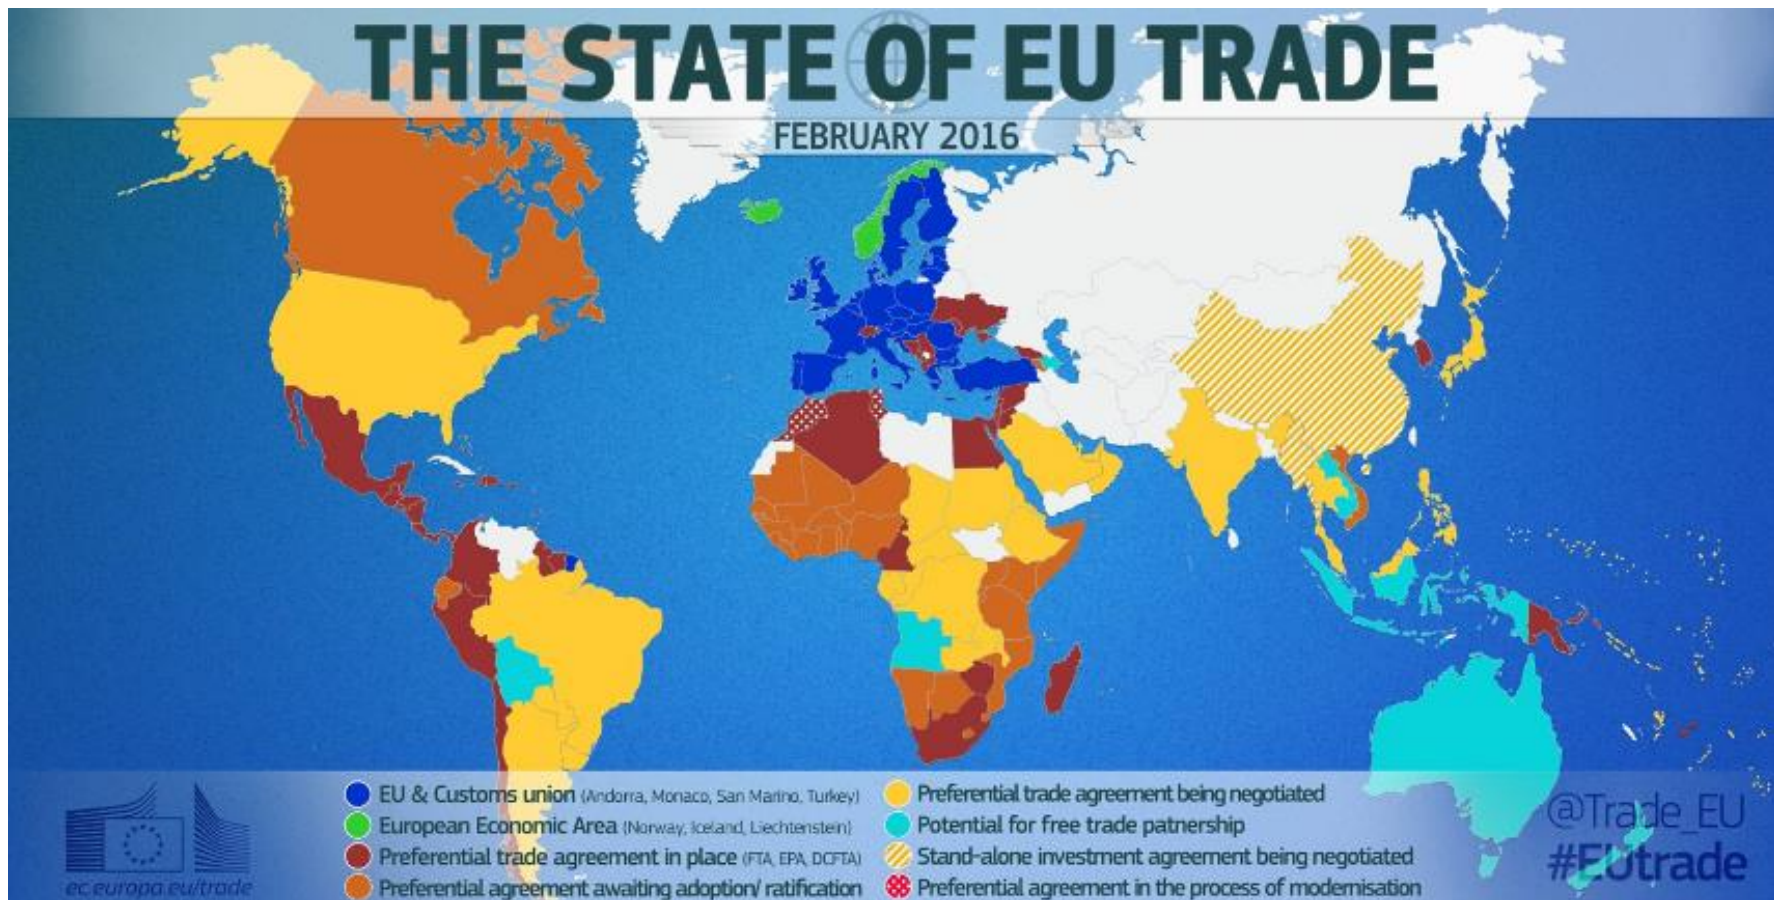 THE STATE OF EU TRADE
FEBRUARY 2016
EU & Customs union (Andorra, Monaco, San Marino, Turkey)
European Economic Area (Norway, Iceland, Liechtenstein)
Preferential trade agreement in place (FTA, EPA, DCFTA)
Preferential agreement awaiting adoption/ ratification
Preferential trade agreement being negotiated
Potential for free trade patnership
Stand-alone investment agreement being negotiated
Preferential agreement in the process of modernisation
ec.europa.eu/trade
@Trade_EU
#EUtrade